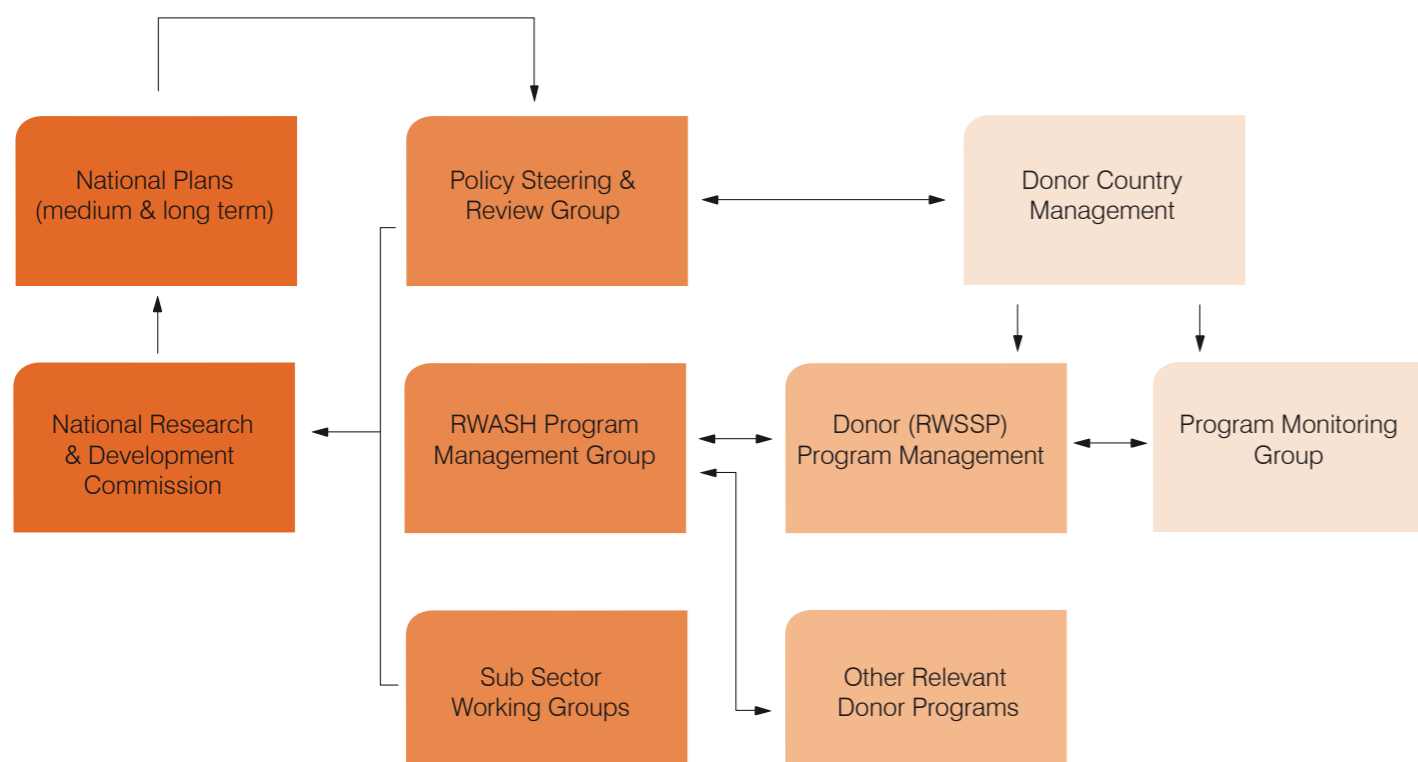 National Plans
(medium & long term)
Policy Steering &
Review Group
Donor Country
Management
National Research
& Development
Commission
RWASH Program
Management Group
Donor (RWSSP)
Program Management
Program Monitoring
Group
Sub Sector
Working Groups
Other Relevant
Donor Programs